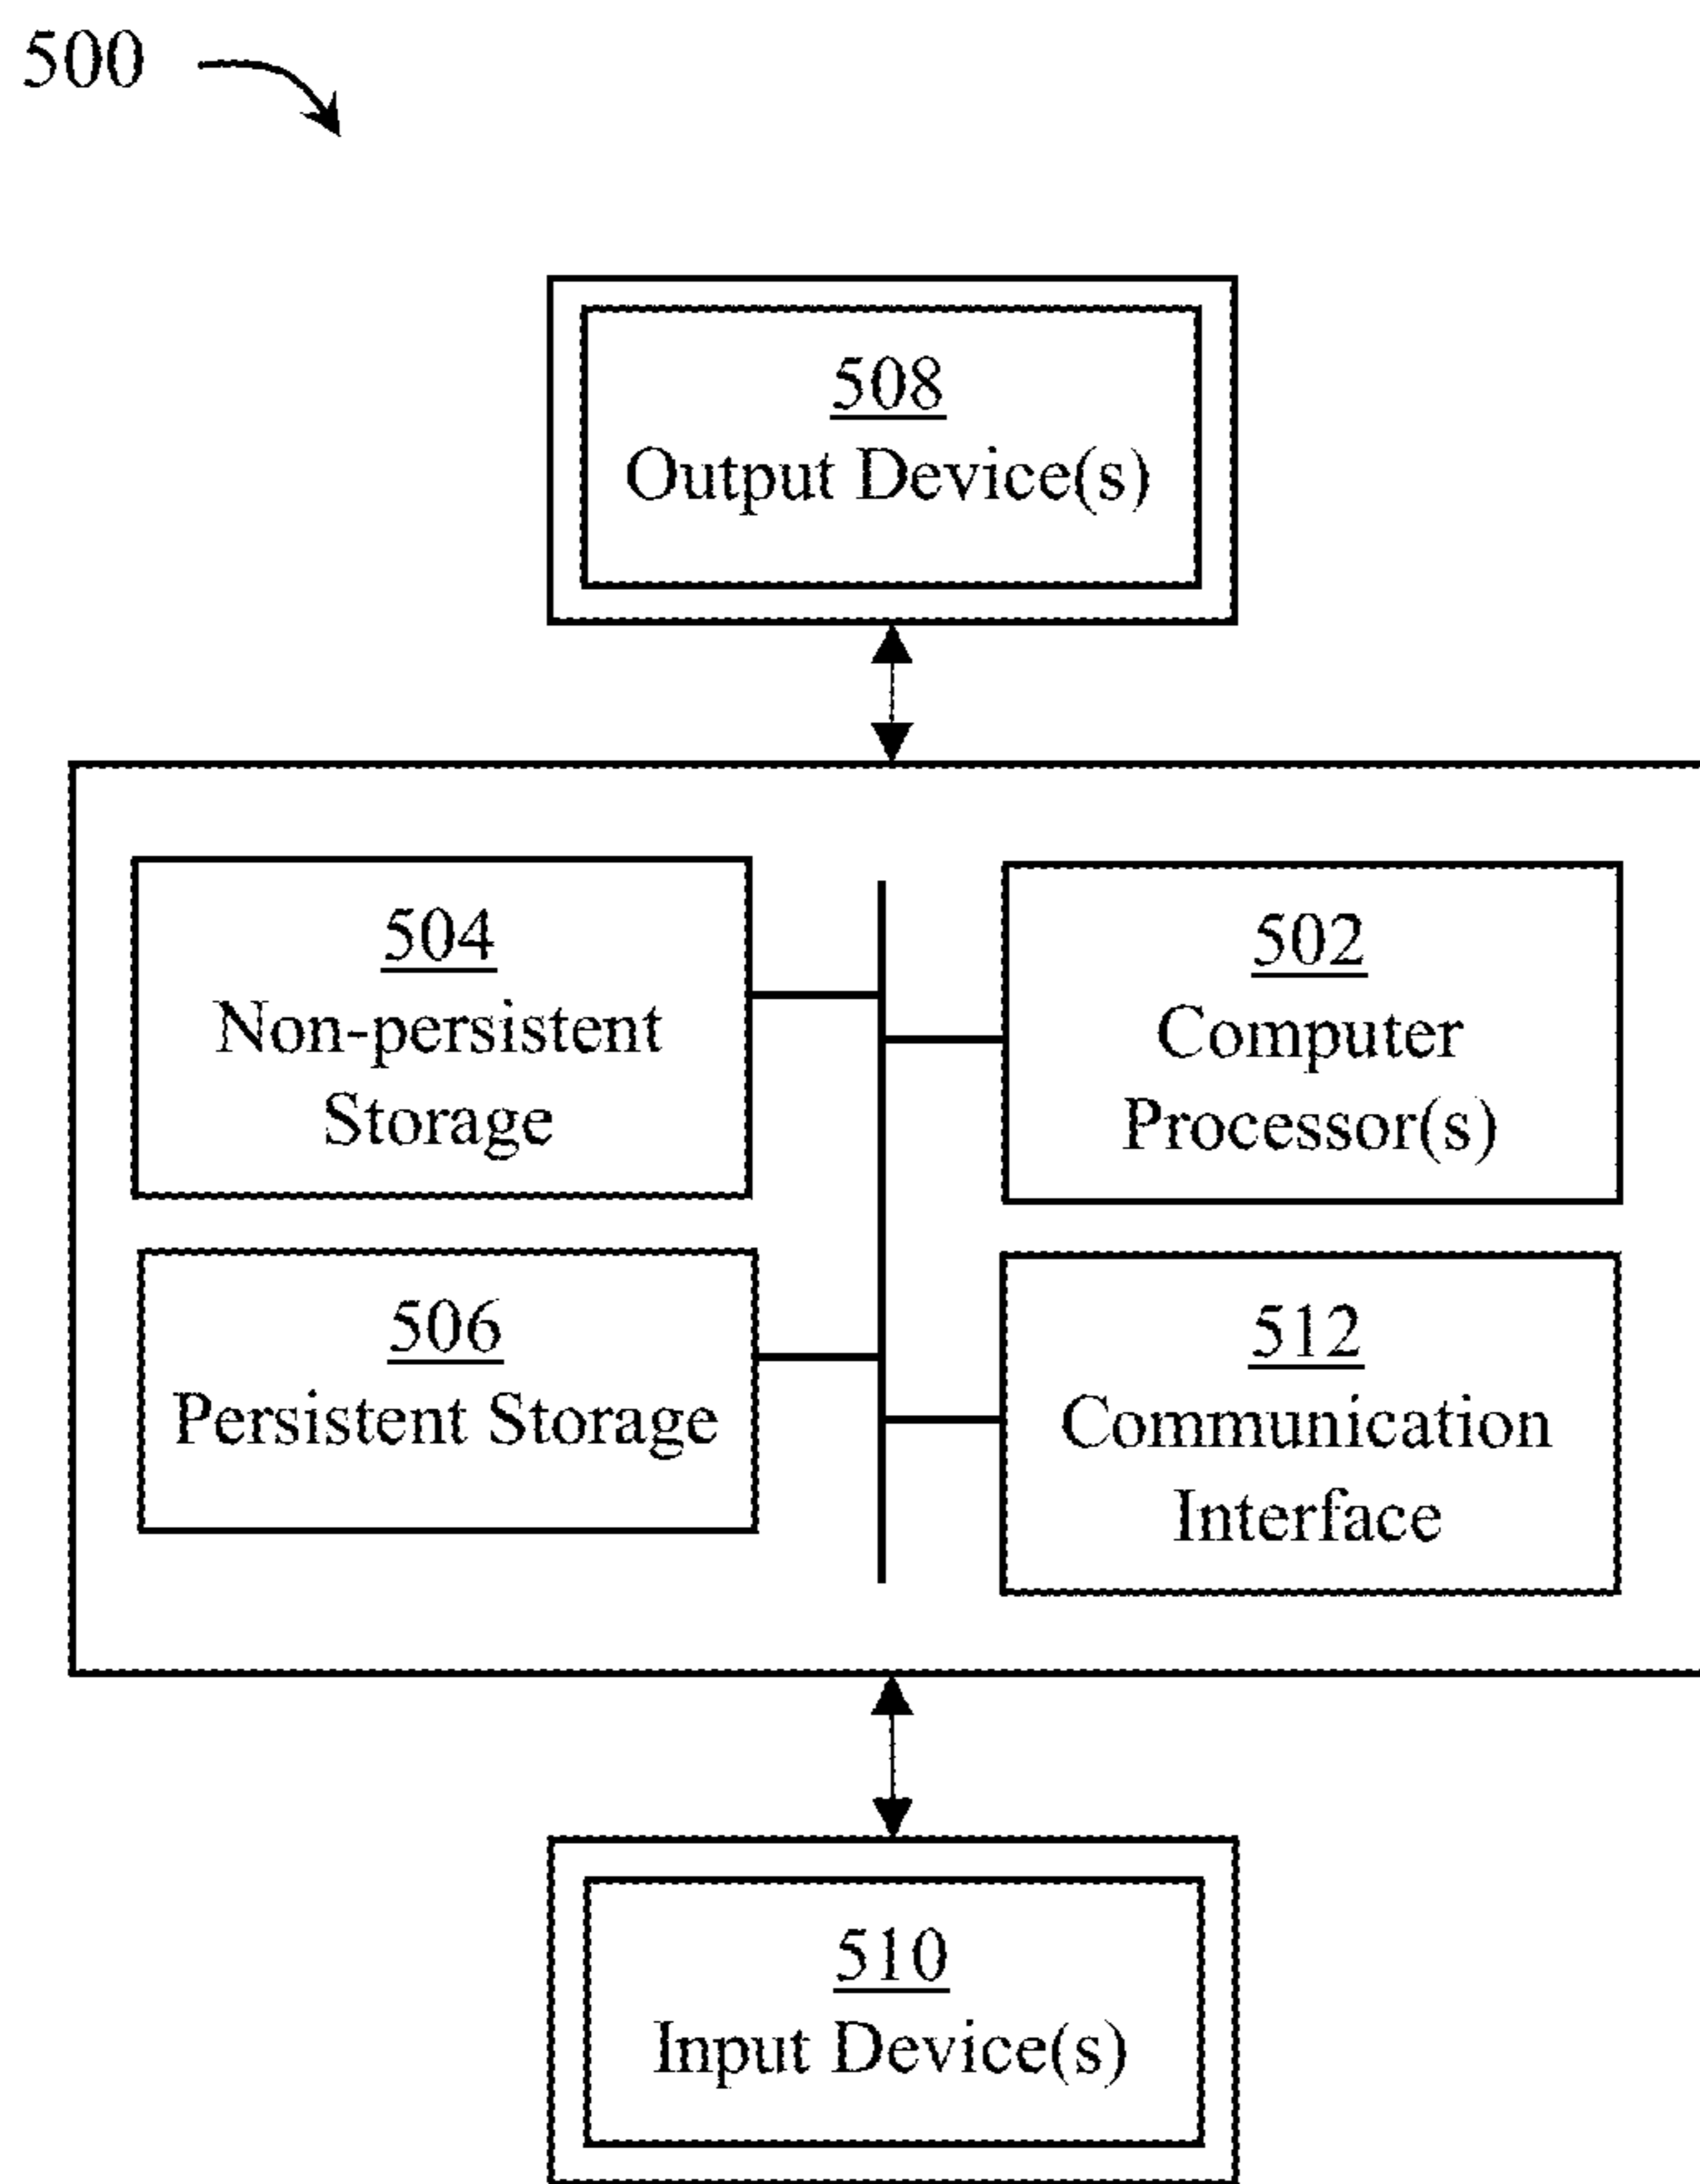 500
508
Output Device(s)
504
Non-persistent
Storage
502
Computer
Processor(s)
506
Persistent Storage
512
Communication
Interface
510
Input Device(s)